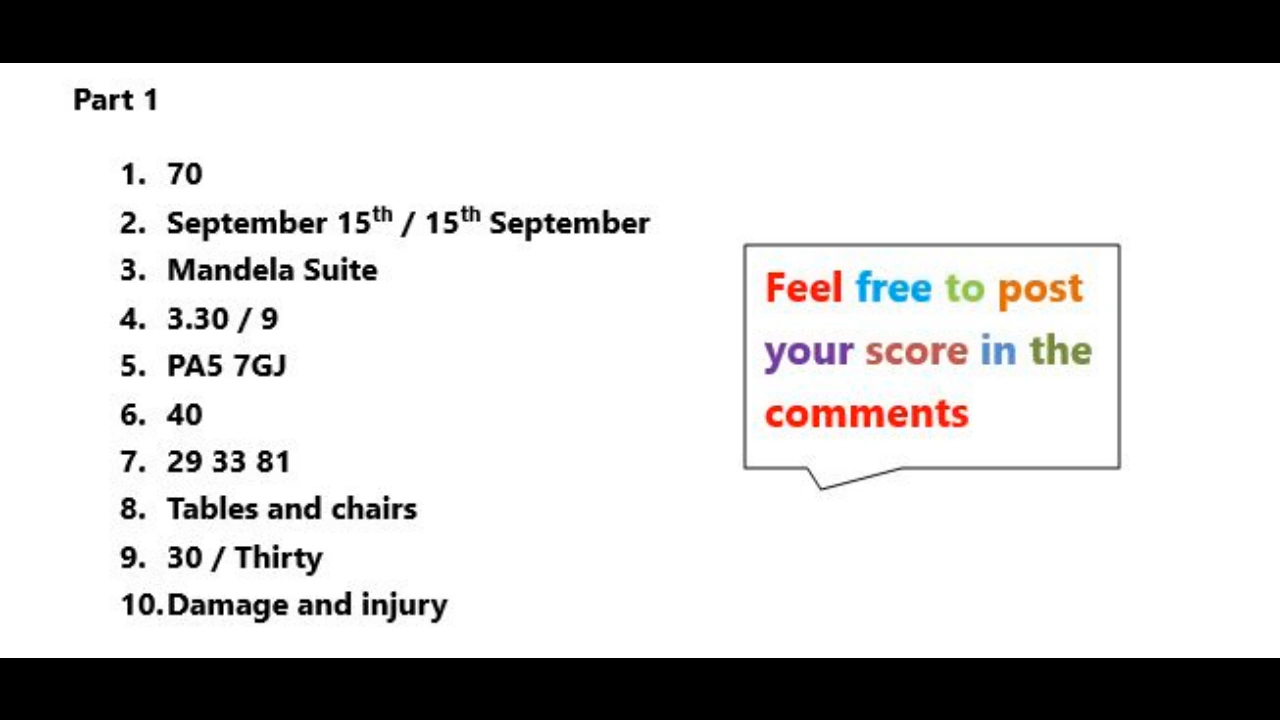 Part 1
1. 70
2. September 15th / 15th September
3. Mandela Suite
4. 3.30 / 9
5. PA5 7GJ
6. 40
7. 29 33 81
8. Tables and chairs
9. 30 / Thirty
10. Damage and injury
Feel free to post
your score in the
comments